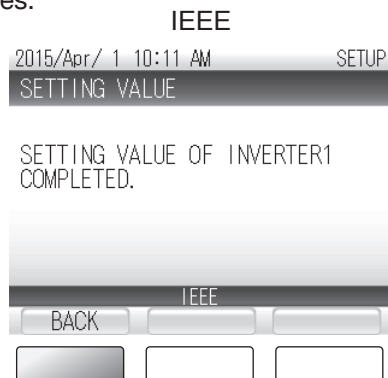 es.
IEEE
2015/Apr/ 1 10:11 AM SETUP
SETTING VALUE
SETTING VALUE OF INVERTER1
COMPLETED.
IEEE
BACK